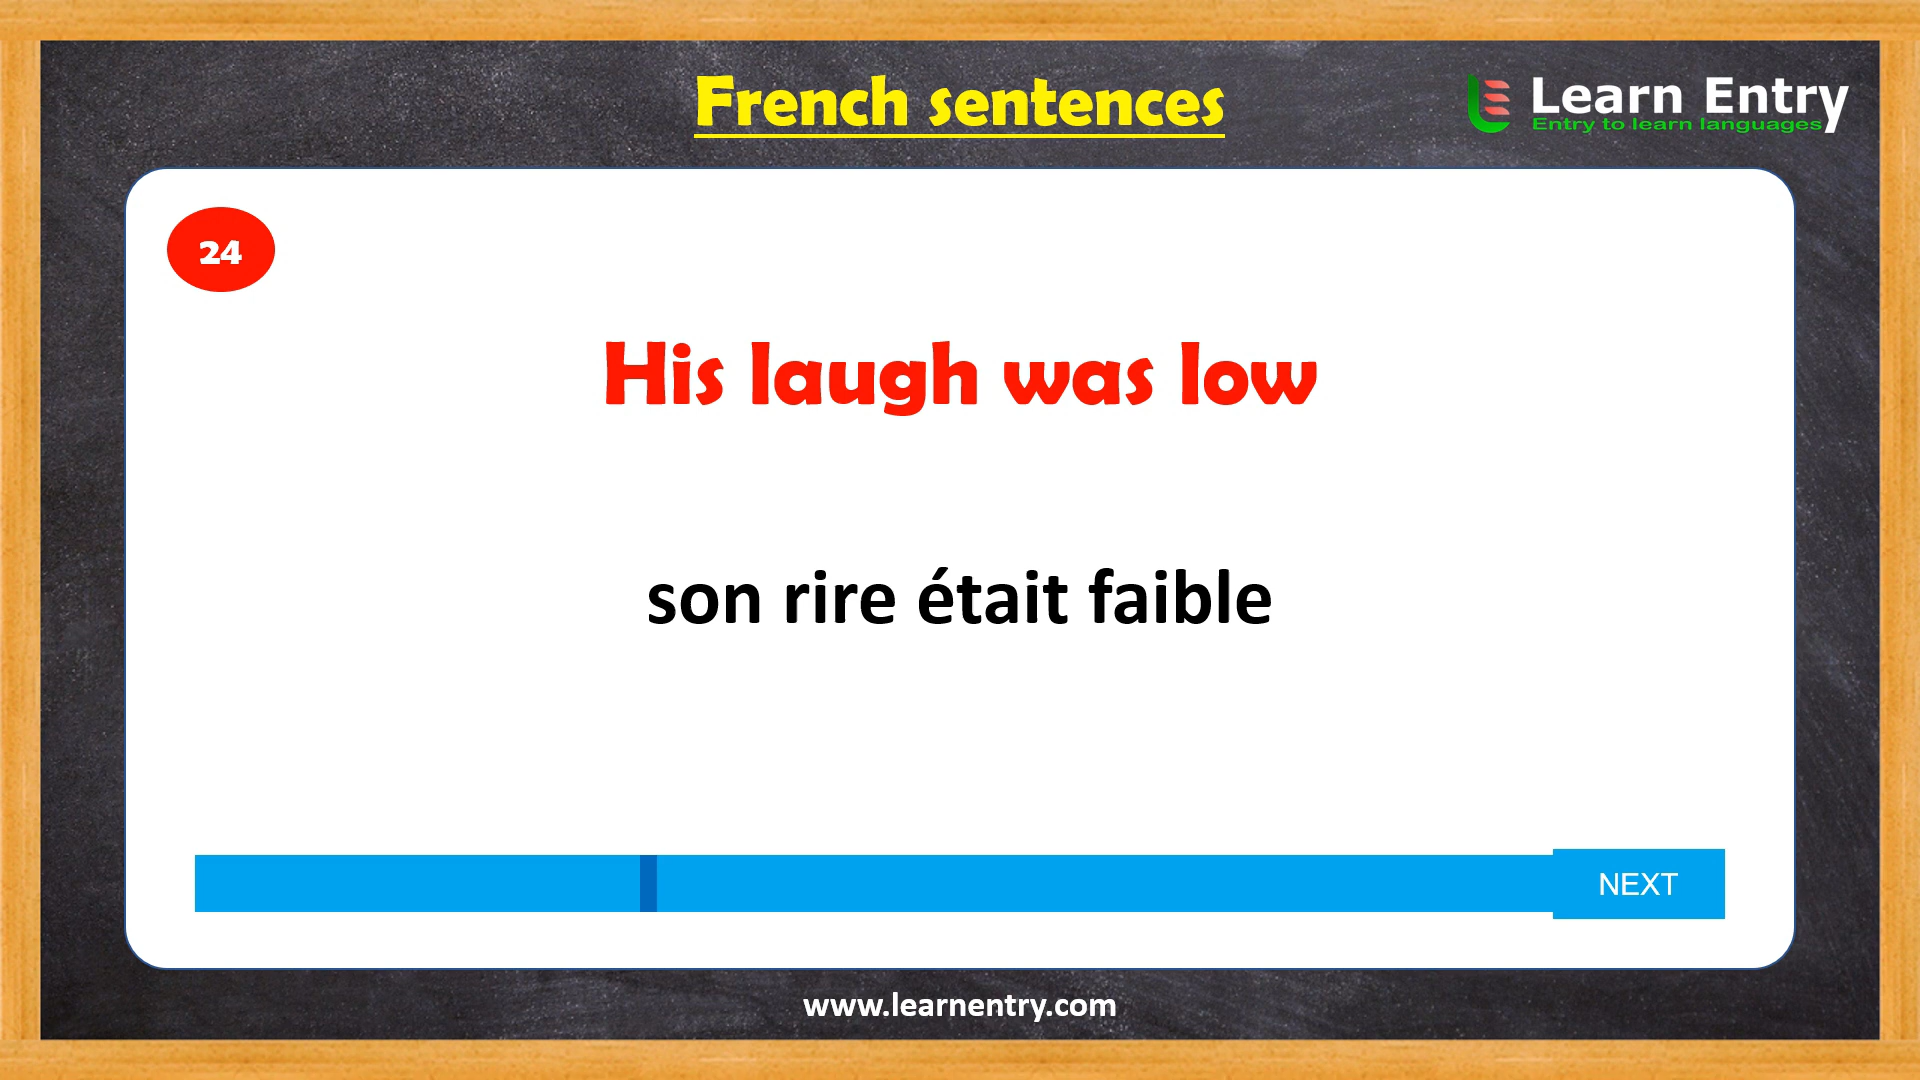 French sentences
Learn Entry
Entry to learn languages
24
His laugh was low
son rire était faible
NEXT
www.learnentry.com